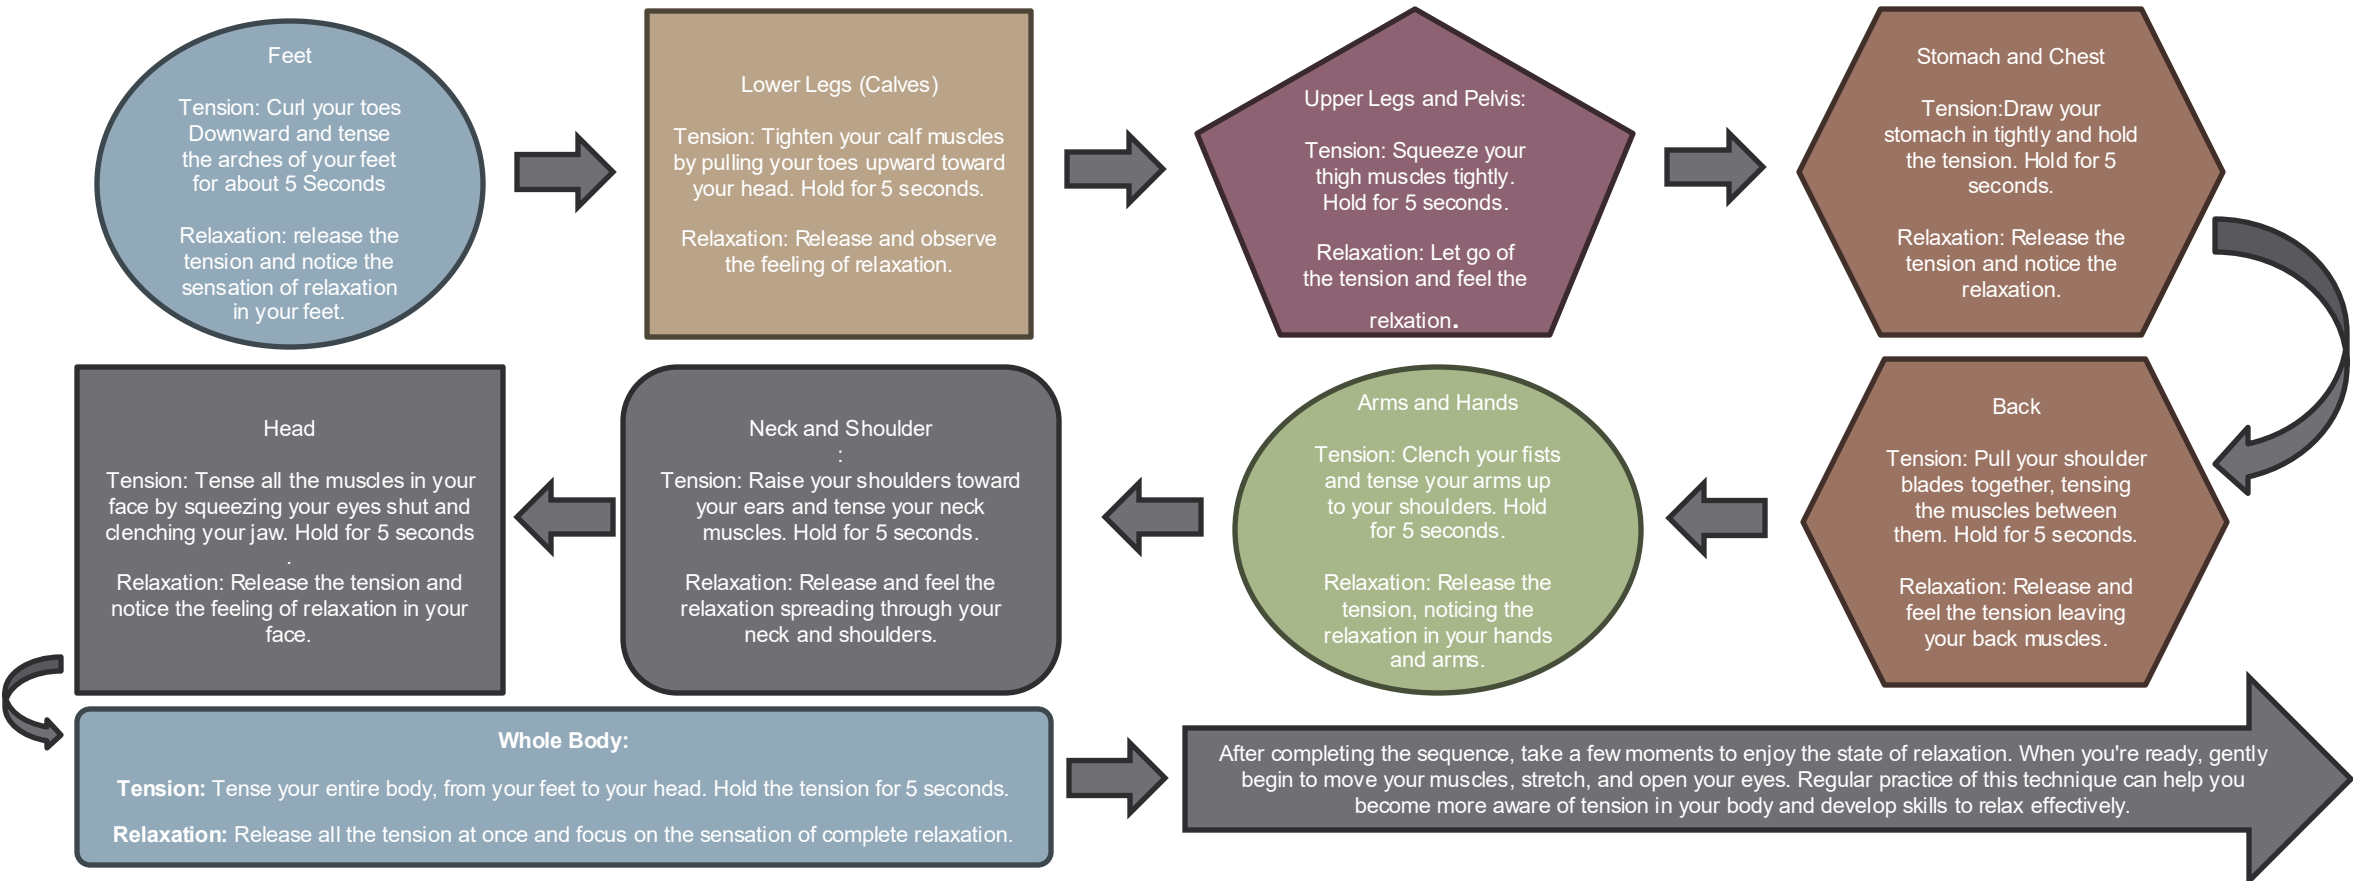 Feet
Tension: Curl your toes
Downward and tense
the arches of your feet
for about 5 Seconds
Relaxation: release the
tension and notice the
sensation of relaxation
in your feet.
Lower Legs (Calves)
Tension: Tighten your calf muscles
by pulling your toes upward toward
your head. Hold for 5 seconds.
Relaxation: Release and observe
the feeling of relaxation.
Upper Legs and Pelvis:
Tension: Squeeze your
thigh muscles tightly.
Hold for 5 seconds.
Relaxation: Let go of
the tension and feel the
relxation.
Stomach and Chest
Tension:Draw your
stomach in tightly and hold
the tension. Hold for 5
seconds.
Relaxation: Release the
tension and notice the
relaxation.
Back
Tension: Pull your shoulder
blades together, tensing
the muscles between
them. Hold for 5 seconds.
Relaxation: Release and
feel the tension leaving
your back muscles.
Arms and Hands
Tension: Clench your fists
and tense your arms up
to your shoulders. Hold
for 5 seconds.
Relaxation: Release the
tension, noticing the
relaxation in your hands
and arms.
Neck and Shoulder
:
Tension: Raise your shoulders toward
your ears and tense your neck
muscles. Hold for 5 seconds.
Relaxation: Release and feel the
relaxation spreading through your
neck and shoulders.
Head
Tension: Tense all the muscles in your
face by squeezing your eyes shut and
clenching your jaw. Hold for 5 seconds
.
Relaxation: Release the tension and
notice the feeling of relaxation in your
face.
Whole Body:
Tension: Tense your entire body, from your feet to your head. Hold the tension for 5 seconds.
Relaxation: Release all the tension at once and focus on the sensation of complete relaxation.
After completing the sequence, take a few moments to enjoy the state of relaxation. When you're ready, gently
begin to move your muscles, stretch, and open your eyes. Regular practice of this technique can help you
become more aware of tension in your body and develop skills to relax effectively.